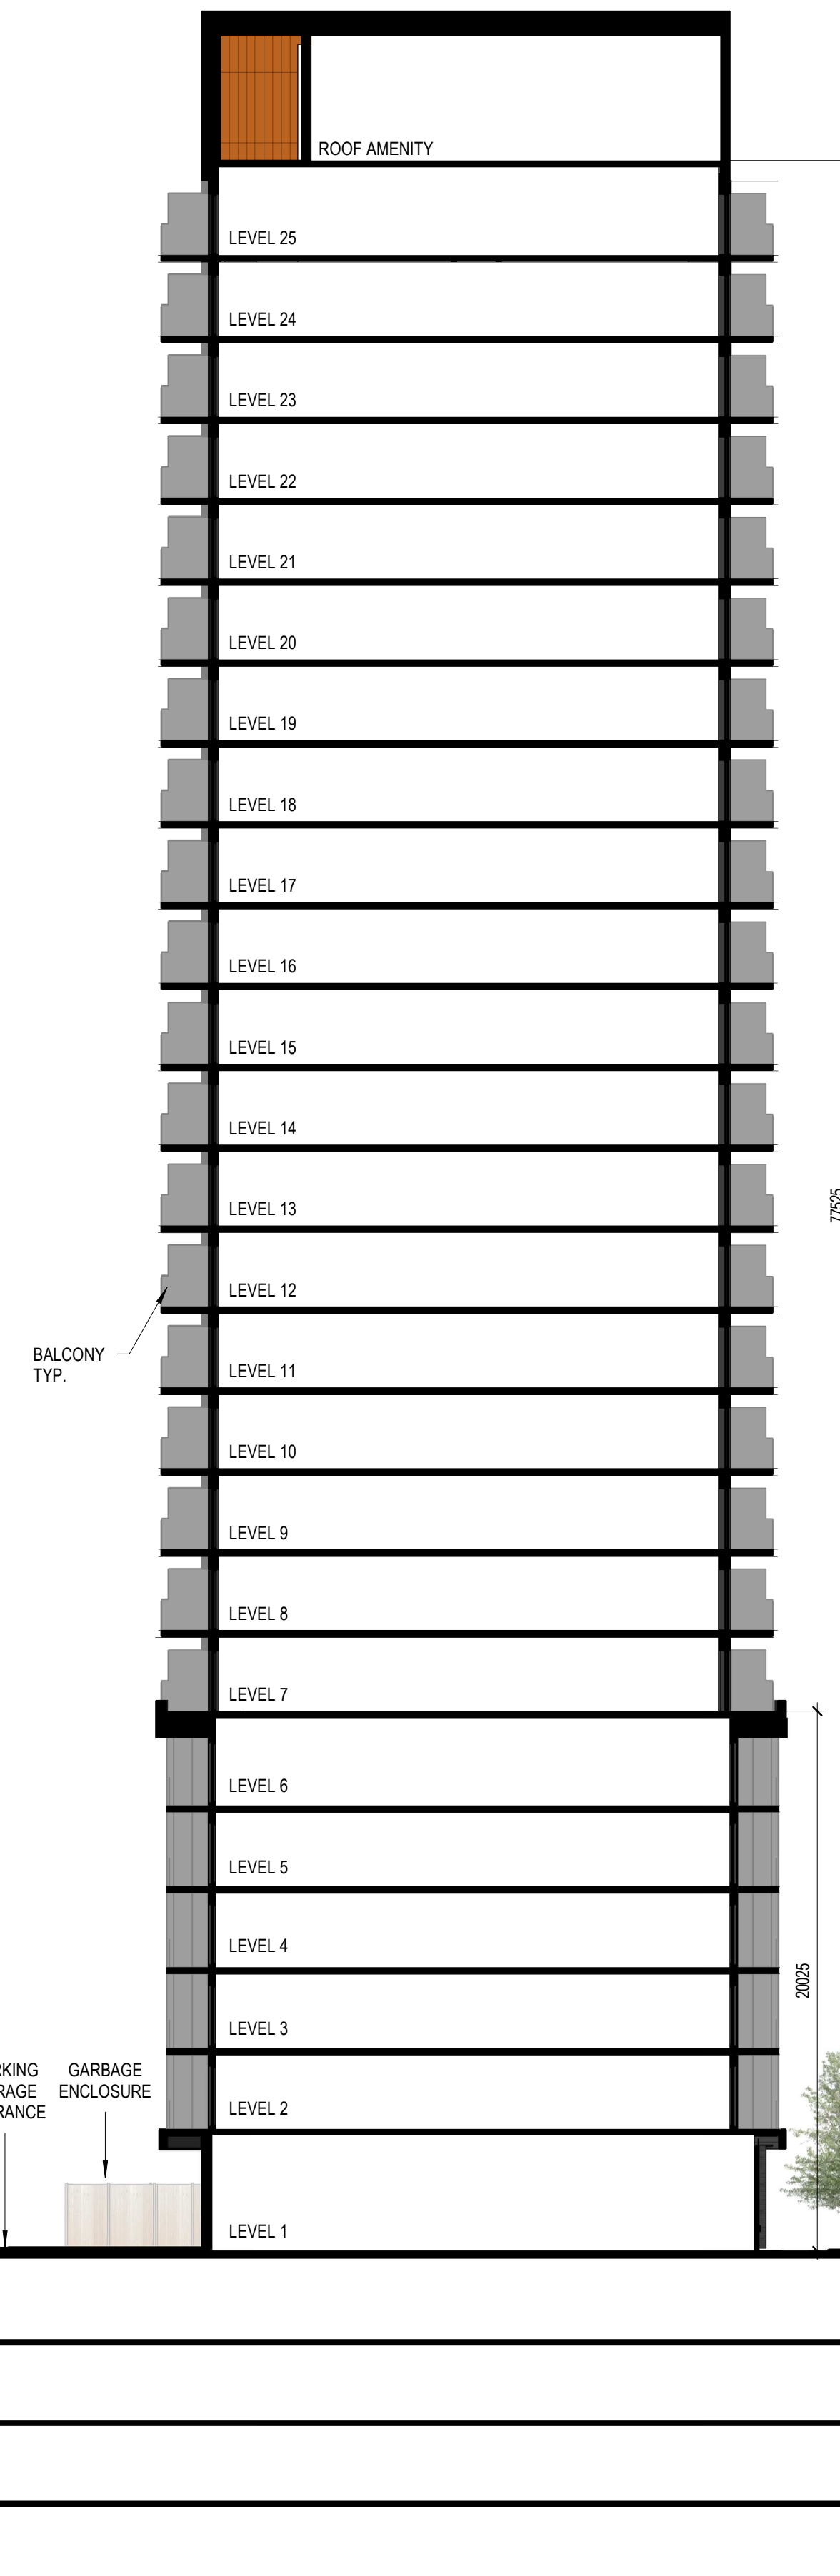 ROOF AMENITY
LEVEL 25
LEVEL 24
LEVEL 23
LEVEL 22
LEVEL 21
LEVEL 20
LEVEL 19
LEVEL 18
LEVEL 17
LEVEL 16
LEVEL 15
LEVEL 14
LEVEL 13
77525
LEVEL 12
BALCONY
TYP.
LEVEL 11
LEVEL 10
LEVEL 9
LEVEL 8
LEVEL 7
LEVEL 6
LEVEL 5
LEVEL 4
20025
LEVEL 3
RKING
RAGE
RANCE
GARBAGE
ENCLOSURE
LEVEL 2
LEVEL 1